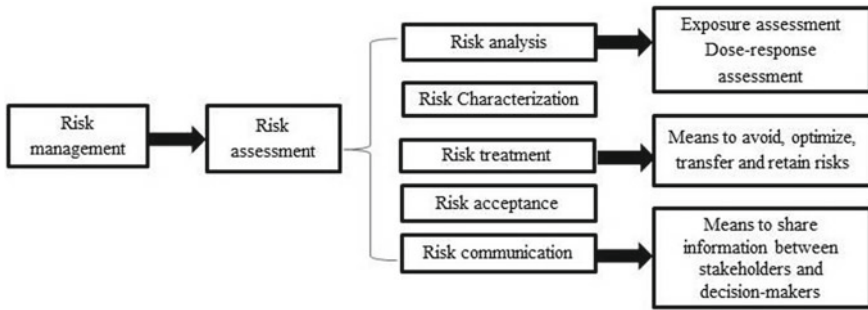 Risk
management
Risk
assessment
Risk analysis
Risk Characterization
Risk treatment
Risk acceptance
Risk communication
Exposure assessment
Dose-response
assessment
Means to avoid, optimize,
transfer and retain risks
Means to share
information between
stakeholders and
decision-makers